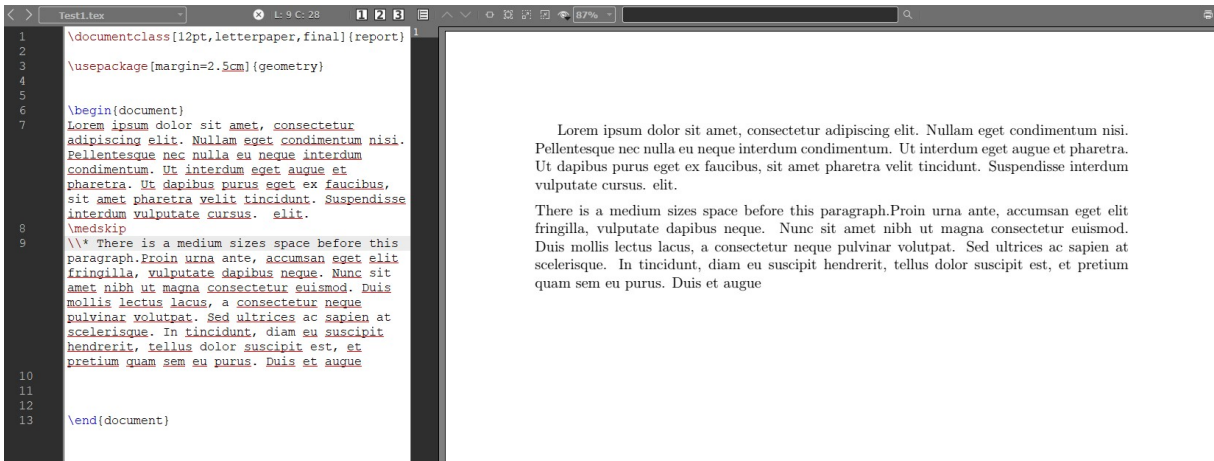 Test1.tex
L: 9 C: 28
1 2 3
87%
1 \documentclass[12pt,letterpaper,final]{report}
2
3 \usepackage[margin=2.5cm]{geometry}
4
5
6 \begin{document}
7 Lorem ipsum dolor sit amet, consectetur
adipiscing elit. Nullam eget condimentum nisi.
Pellentesque nec nulla eu neque interdum
condimentum. Ut interdum eget augue et
pharetra. Ut dapibus purus eget ex faucibus,
sit amet pharetra velit tincidunt. Suspendisse
interdum vulputate cursus.  elit.
8 \medskip
9 \\* There is a medium sizes space before this
paragraph.Proin urna ante, accumsan eget elit
fringilla, vulputate dapibus neque. Nunc sit
amet nibh ut magna consectetur euismod. Duis
mollis lectus lacus, a consectetur neque
pulvinar volutpat. Sed ultrices ac sapien at
scelerisque. In tincidunt, diam eu suscipit
hendrerit, tellus dolor suscipit est, et
pretium quam sem eu purus. Duis et augue
10
11
12
13 \end{document}
1
Lorem ipsum dolor sit amet, consectetur adipiscing elit. Nullam eget condimentum nisi.
Pellentesque nec nulla eu neque interdum condimentum. Ut interdum eget augue et pharetra.
Ut dapibus purus eget ex faucibus, sit amet pharetra velit tincidunt. Suspendisse interdum
vulputate cursus. elit.
There is a medium sizes space before this paragraph.Proin urna ante, accumsan eget elit
fringilla, vulputate dapibus neque. Nunc sit amet nibh ut magna consectetur euismod.
Duis mollis lectus lacus, a consectetur neque pulvinar volutpat. Sed ultrices ac sapien at
scelerisque. In tincidunt, diam eu suscipit hendrerit, tellus dolor suscipit est, et pretium
quam sem eu purus. Duis et augue